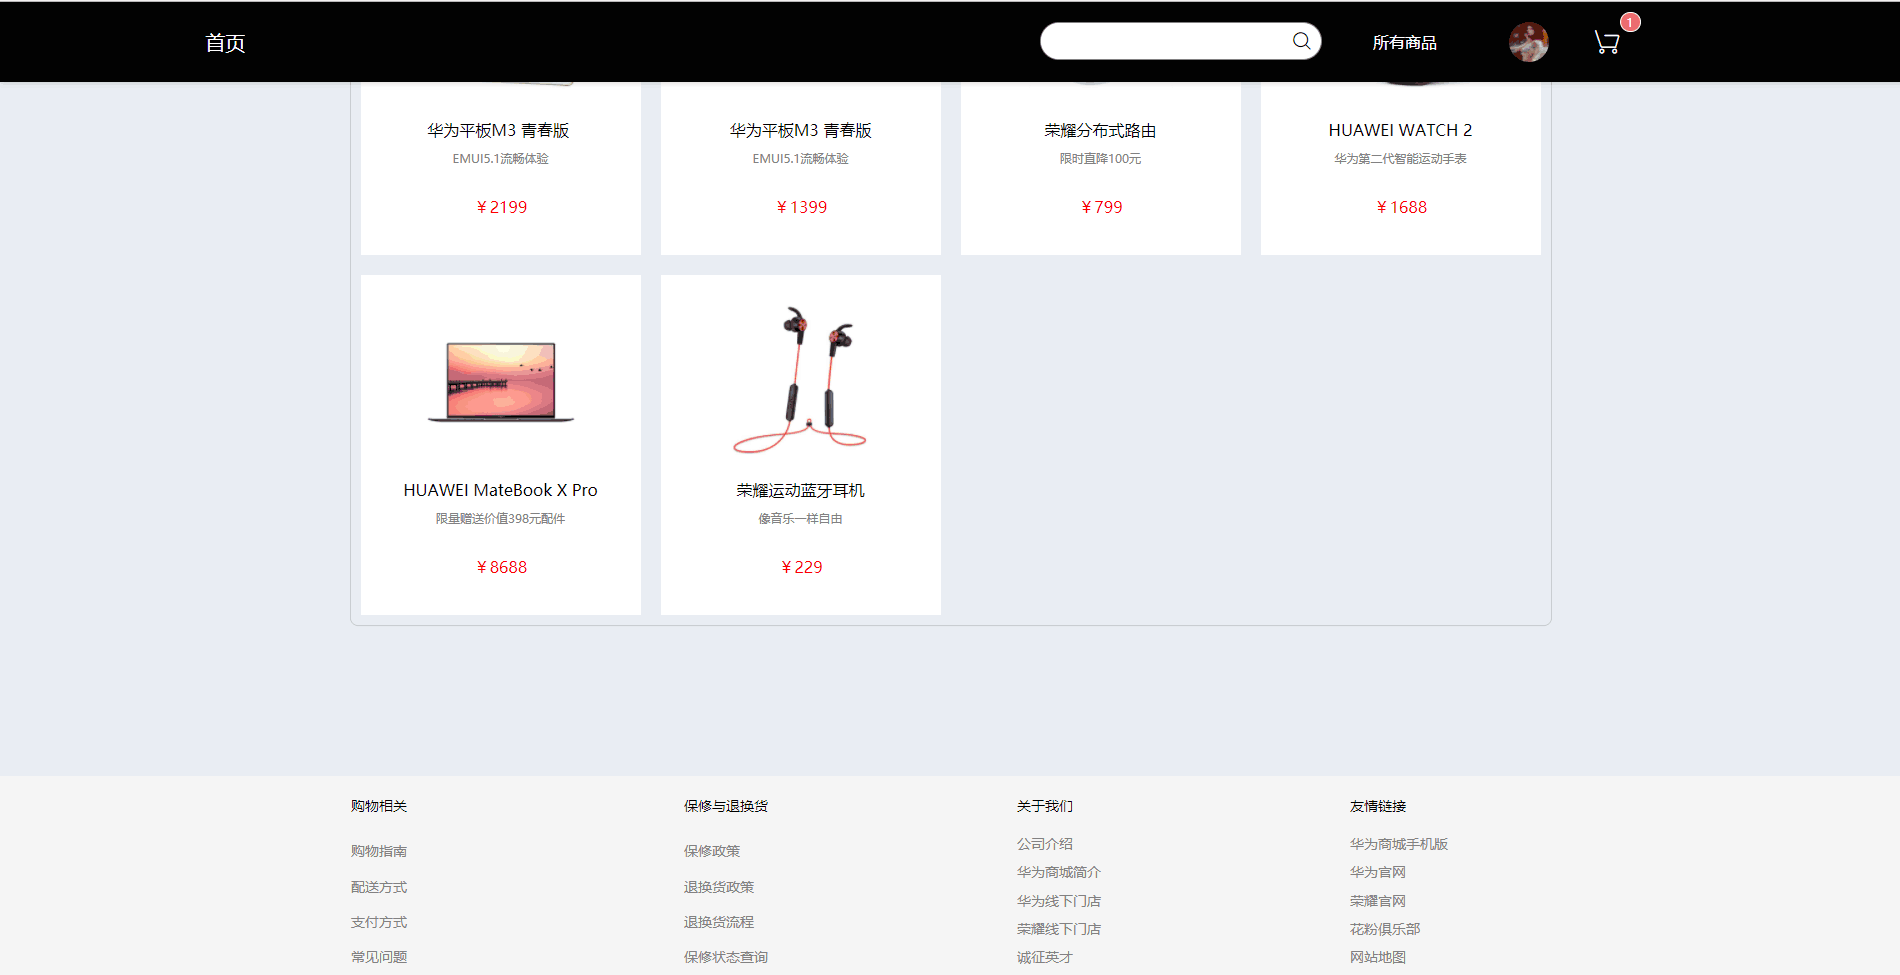 首页
所有商品
1
华为平板M3 青春版
EMUI5.1流畅体验
￥2199
华为平板M3 青春版
EMUI5.1流畅体验
￥1399
荣耀分布式路由
限时直降100元
￥799
HUAWEI WATCH 2
华为第二代智能运动手表
￥1688
HUAWEI MateBook X Pro
限量赠送价值398元配件
￥8688
荣耀运动蓝牙耳机
像音乐一样自由
￥229
购物相关
购物指南
配送方式
支付方式
常见问题
保修与退换货
保修政策
退换货政策
退换货流程
保修状态查询
关于我们
公司介绍
华为商城简介
华为线下门店
荣耀线下门店
诚征英才
友情链接
华为商城手机版
华为官网
荣耀官网
花粉俱乐部
网站地图